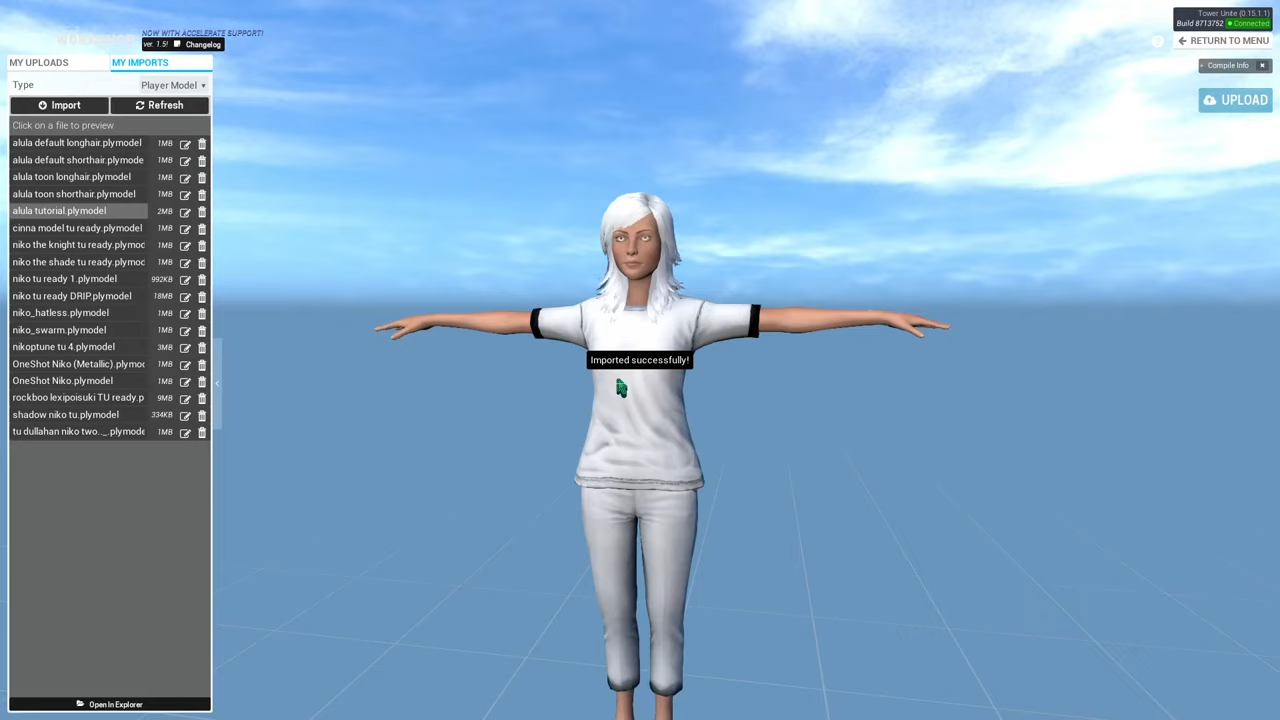 NOW WITH ACCELERATE SUPPORT!
ver. 1.5! Changelog
MY UPLOADS
MY IMPORTS
Type
Player Model
Import
Refresh
Click on a file to preview
alula default longhair.plymodel 1MB
alula default shorthair.plymode 1MB
alula toon longhair.plymodel 1MB
alula toon shorthair.plymodel 1MB
alula tutorial.plymodel 2MB
cinna model tu ready.plymodel 1MB
niko the knight tu ready.plymod 1MB
niko the shade tu ready.plymoc 1MB
niko tu ready 1.plymodel 992KB
niko tu ready DRIP.plymodel 18MB
niko_hatless.plymodel 1MB
niko_swarm.plymodel 1MB
nikoptune tu 4.plymodel 3MB
OneShot Niko (Metallic).plymoc 1MB
OneShot Niko.plymodel 1MB
rockboo lexipoisuki TU ready.p 9MB
shadow niko tu.plymodel 334KB
tu dullahan niko two.._.plymode 1MB
Open In Explorer
Imported successfully!
Tower Unite (0.15.1.1)
Build 8713752 Connected
? RETURN TO MENU
Compile Info
UPLOAD